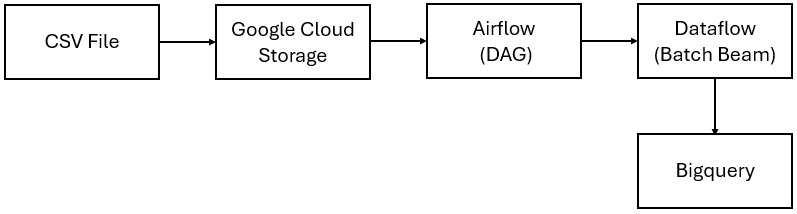 CSV File
Google Cloud
Storage
Airflow
(DAG)
Dataflow
(Batch Beam)
Bigquery